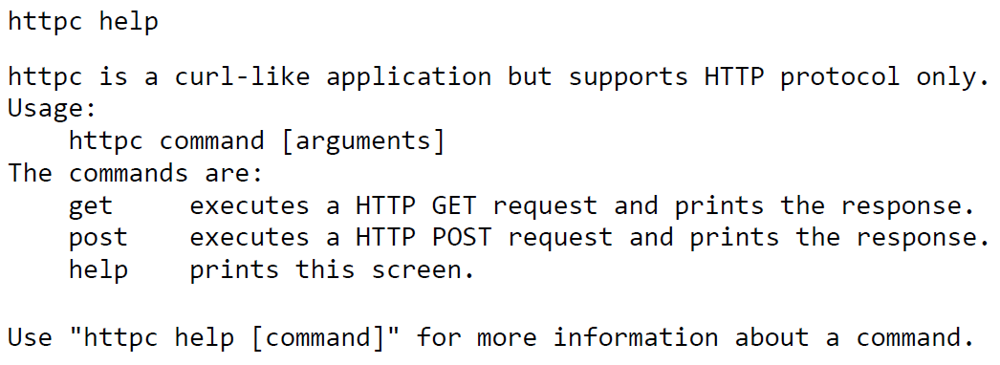 httpc help
httpc is a curl-like application but supports HTTP protocol only.
Usage:
    httpc command [arguments]
The commands are:
    get     executes a HTTP GET request and prints the response.
    post    executes a HTTP POST request and prints the response.
    help    prints this screen.
Use "httpc help [command]" for more information about a command.